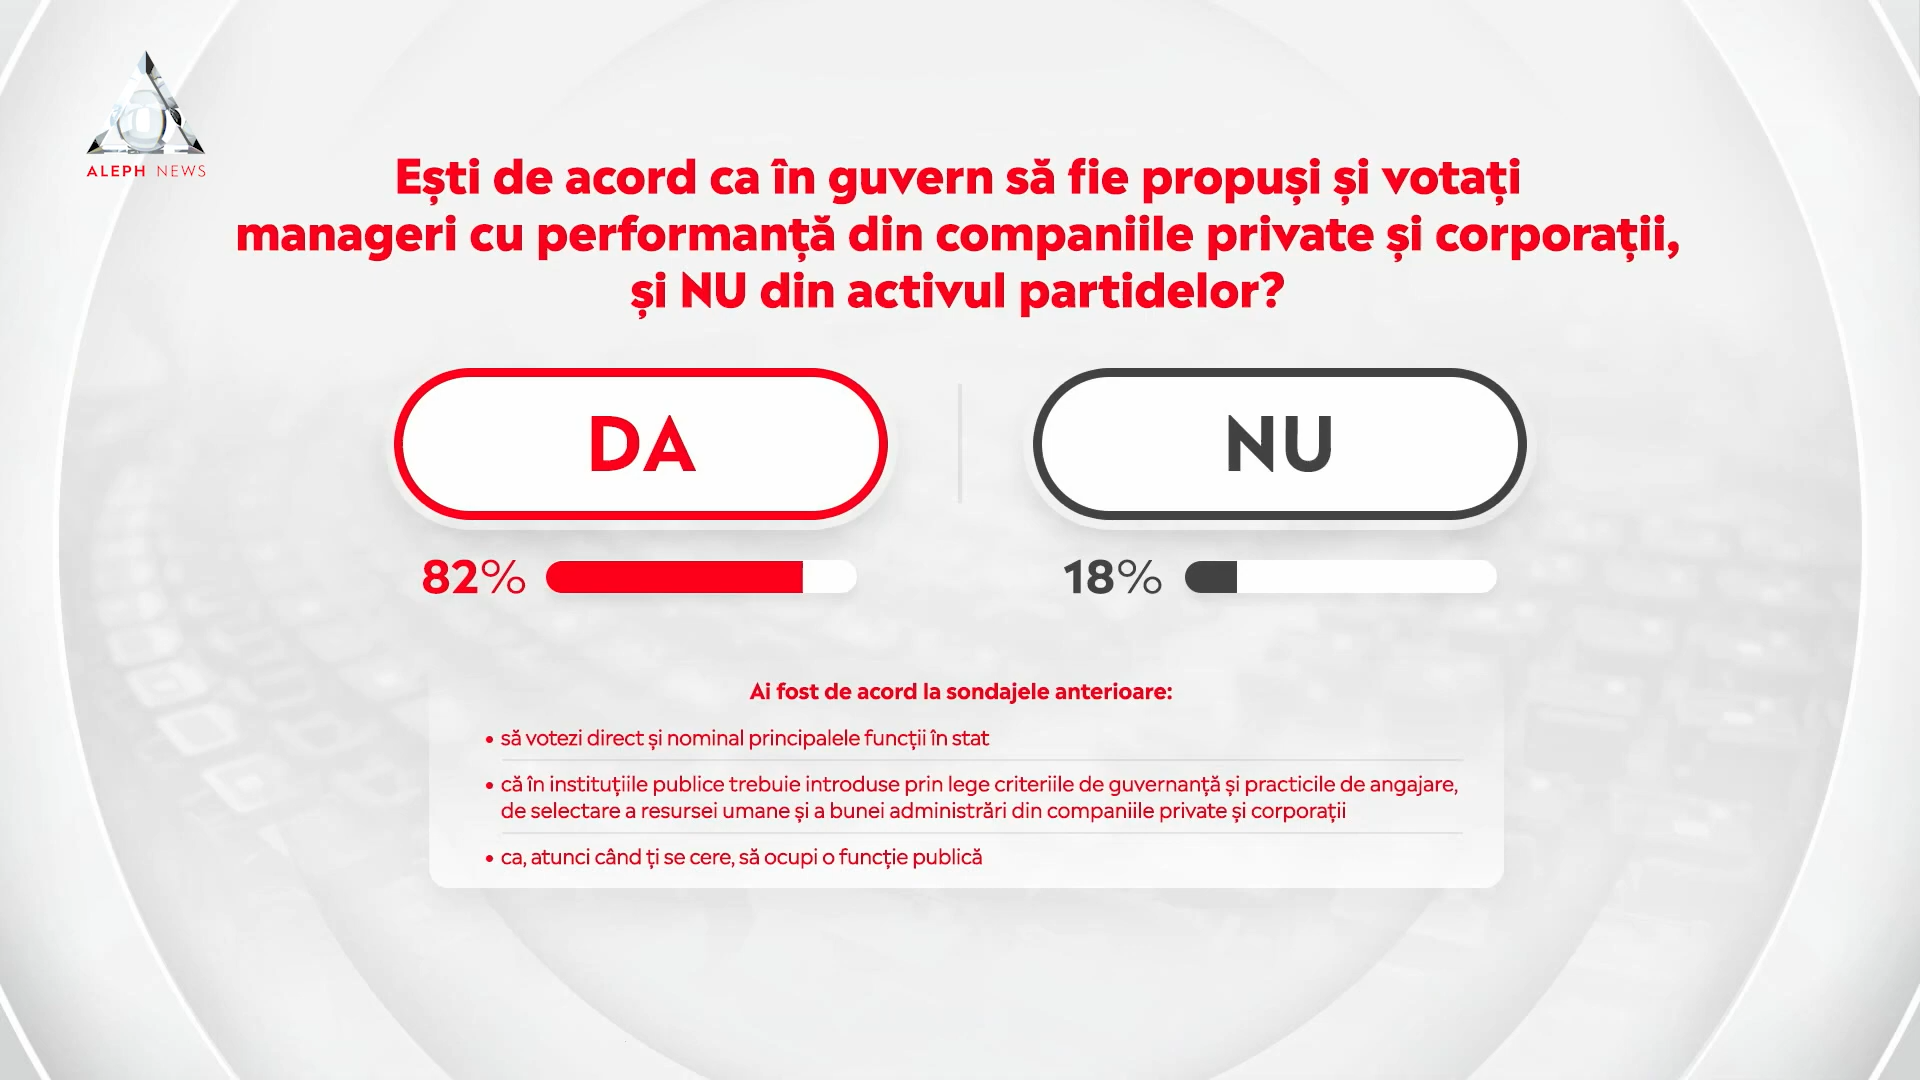 ALEPH NEWS
Ești de acord ca în guvern să fie propuși și votați
manageri cu performanță din companiile private și corporații,
și NU din activul partidelor?
DA
NU
82%
18%
Ai fost de acord la sondajele anterioare:
• să votezi direct și nominal principalele funcții în stat
• că în instituțiile publice trebuie introduse prin lege criteriile de guvernanță și practicile de angajare,
de selectare a resursei umane și a bunei administrări din companiile private și corporații
• ca, atunci când ți se cere, să ocupi o funcție publică